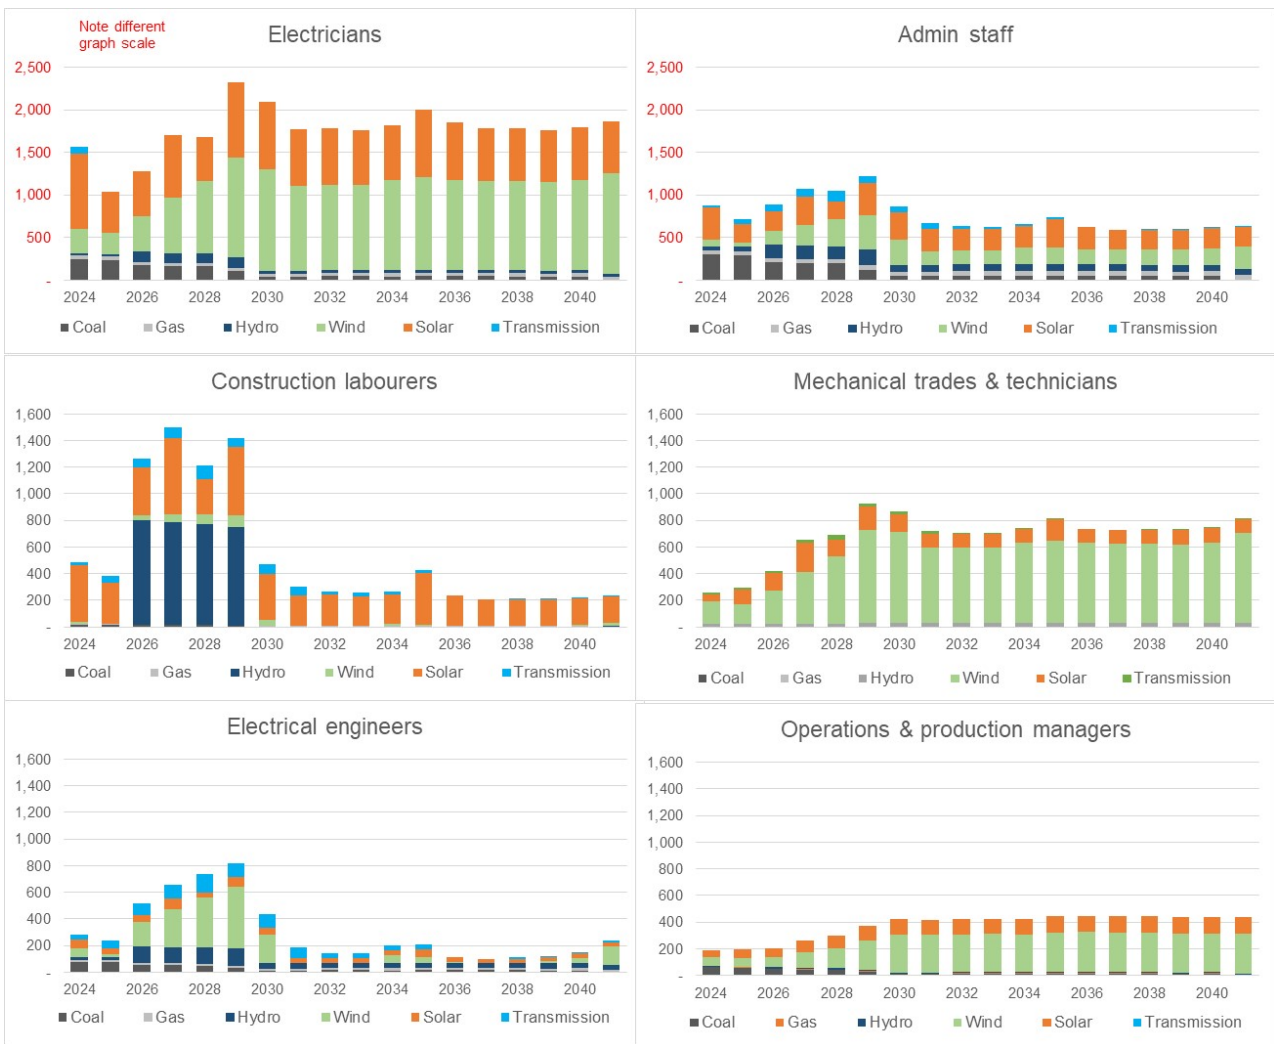 Note different
graph scale
Electricians
2,500
2,000
1,500
1,000
500
-
2024 2026 2028 2030 2032 2034 2036 2038 2040
Coal Gas Hydro Wind Solar Transmission
Admin staff
2,500
2,000
1,500
1,000
500
-
2024 2026 2028 2030 2032 2034 2036 2038 2040
Coal Gas Hydro Wind Solar Transmission
Construction labourers
1,600
1,400
1,200
1,000
800
600
400
200
-
2024 2026 2028 2030 2032 2034 2036 2038 2040
Coal Gas Hydro Wind Solar Transmission
Mechanical trades & technicians
1,600
1,400
1,200
1,000
800
600
400
200
-
2024 2026 2028 2030 2032 2034 2036 2038 2040
Coal Gas Hydro Wind Solar Transmission
Electrical engineers
1,600
1,400
1,200
1,000
800
600
400
200
-
2024 2026 2028 2030 2032 2034 2036 2038 2040
Coal Gas Hydro Wind Solar Transmission
Operations & production managers
1,600
1,400
1,200
1,000
800
600
400
200
-
2024 2026 2028 2030 2032 2034 2036 2038 2040
Coal Gas Hydro Wind Solar Transmission